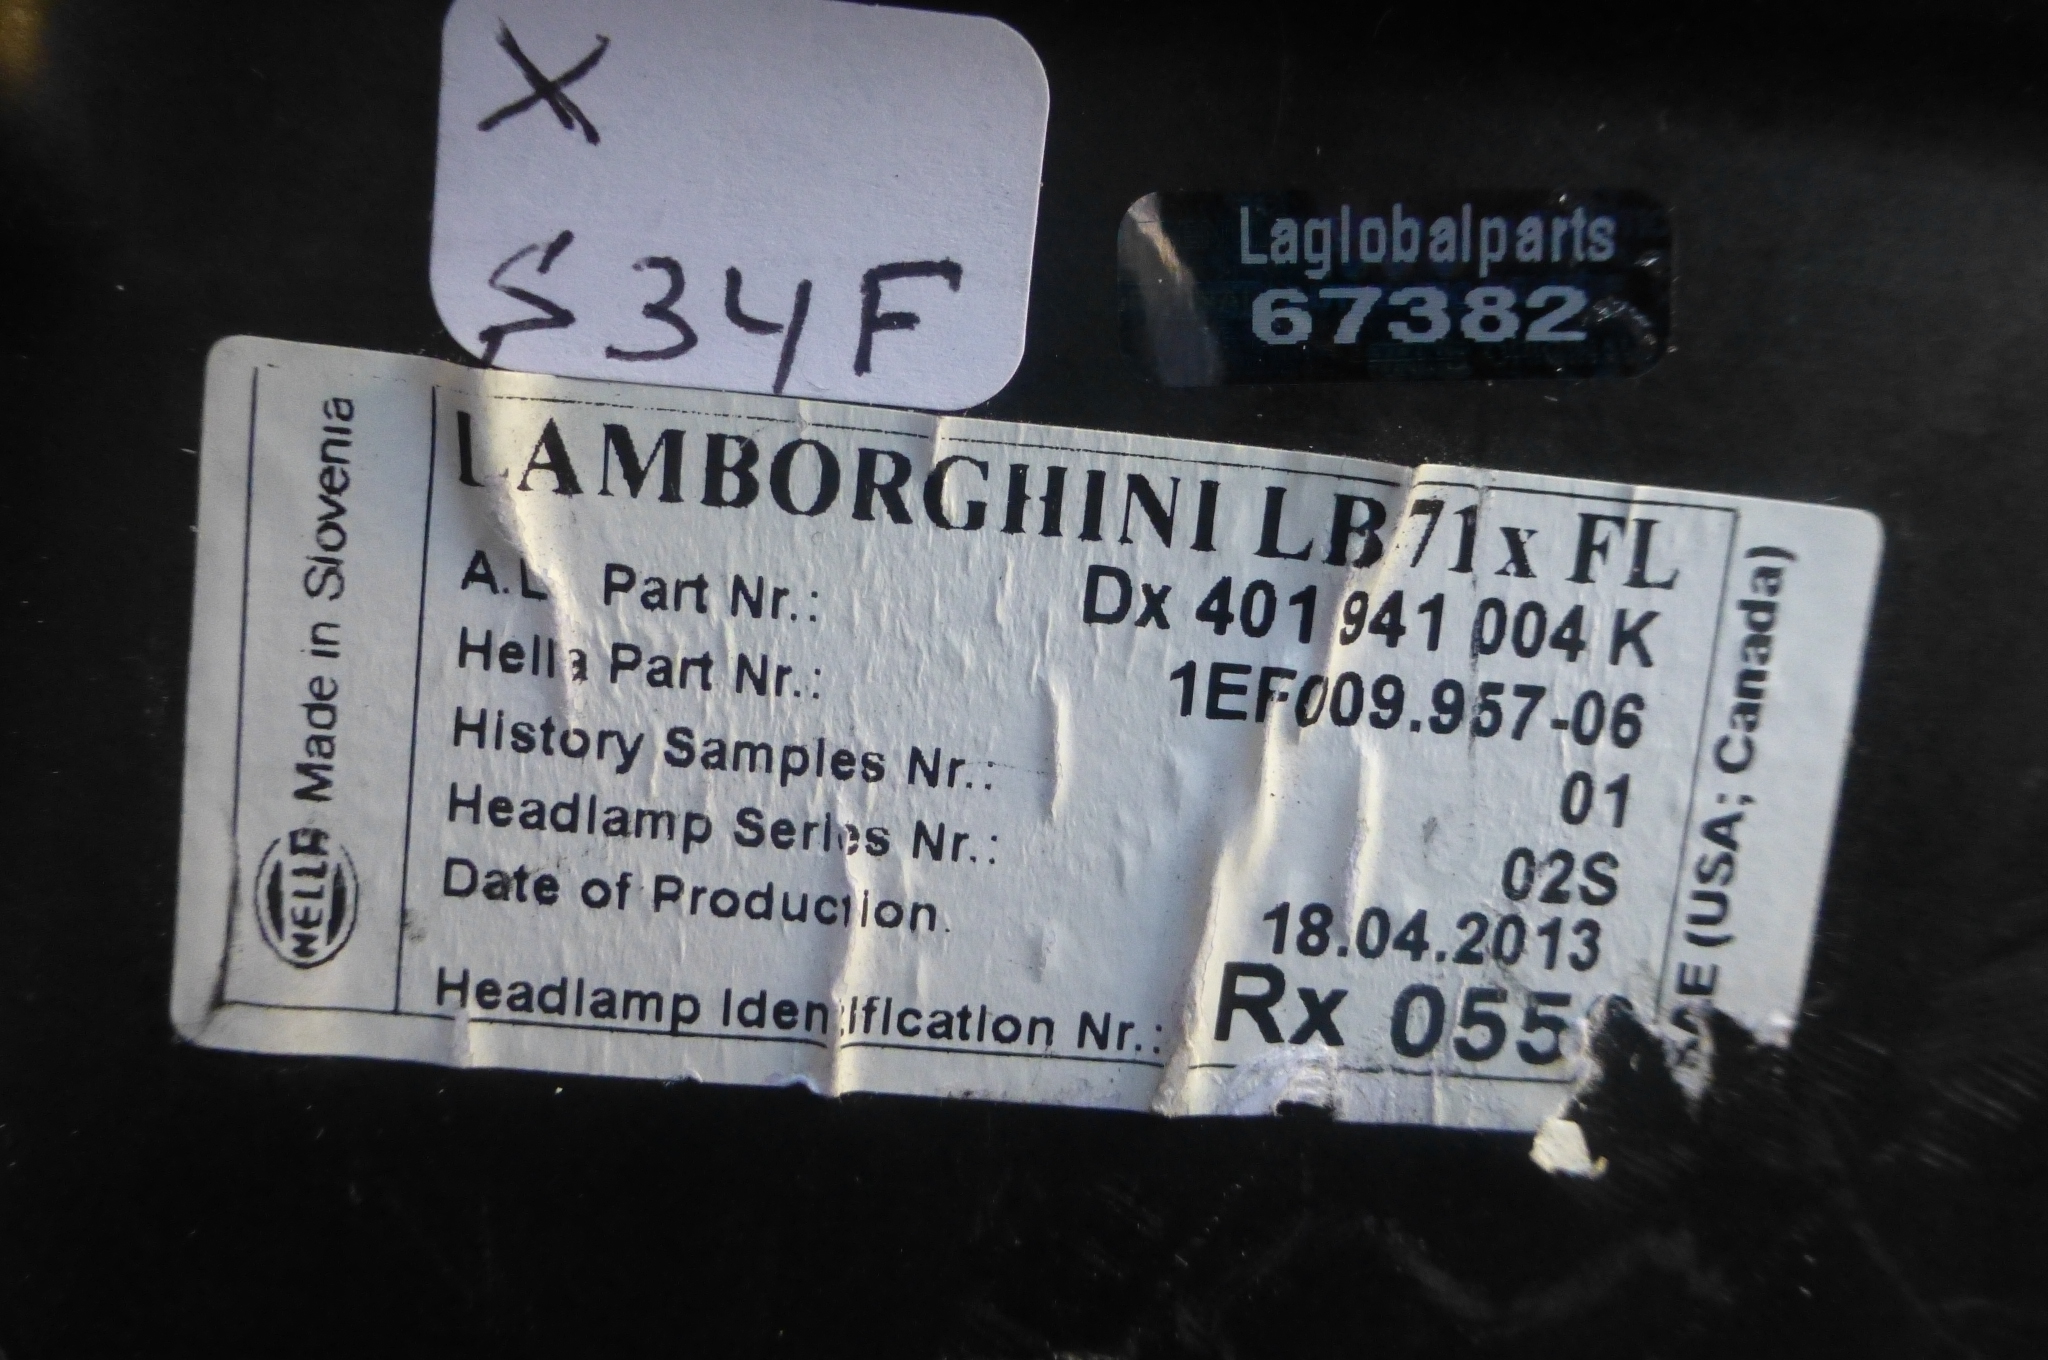 X
S34F
Laglobalparts
67382
HELLA Made in Slovenia
LAMBORGHINI LB71x FL
Part Nr.: Dx 401 941 004 K
Hella Part Nr.: 1EF009.957-06
History Samples Nr.: 01
Headlamp Series Nr.: 02S
Date of Production 18.04.2013
Headlamp Identification Nr.: Rx
(USA; Canada)